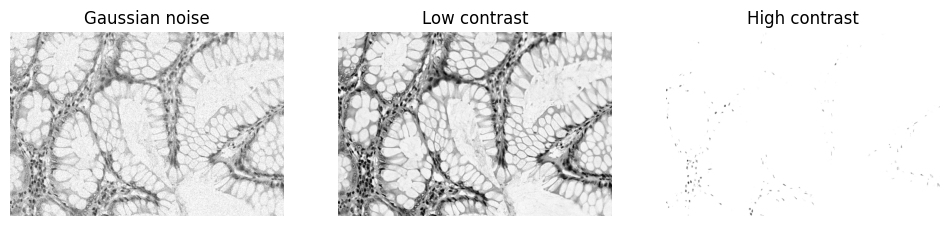 Gaussian noise
Low contrast
High contrast